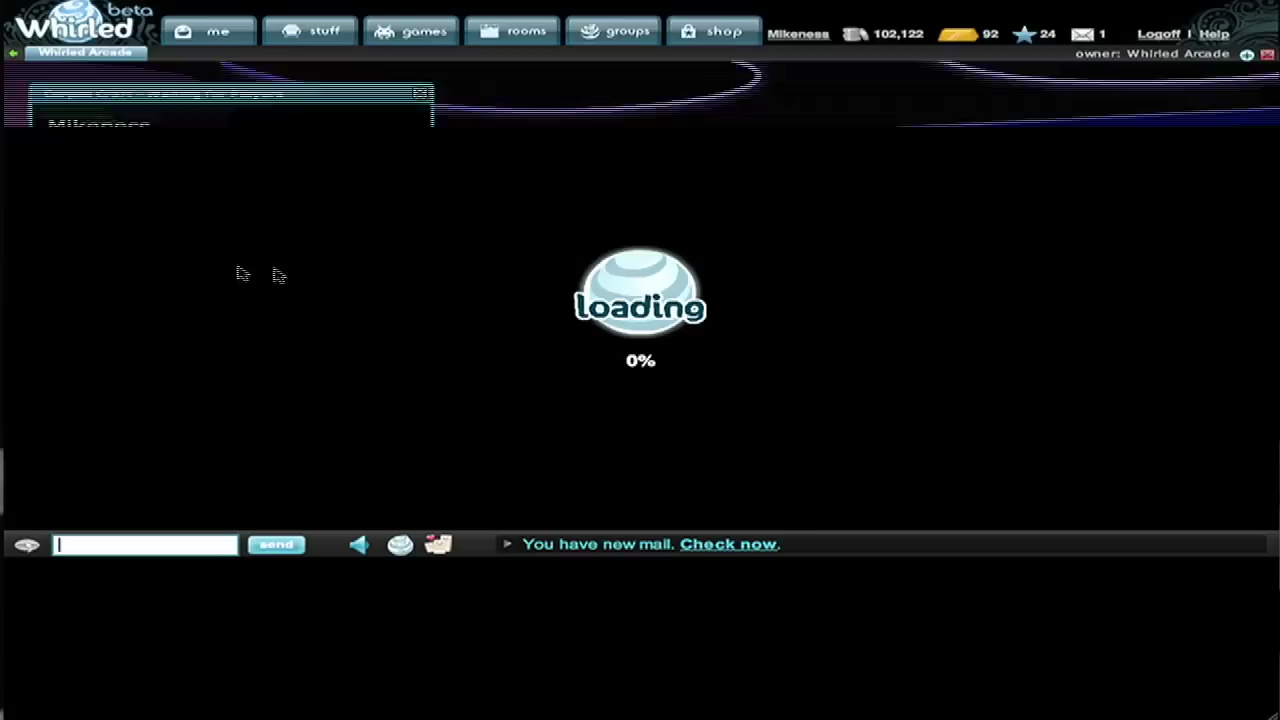 beta
Whirled
me
stuff
games
rooms
groups
shop
Mikeness
102,122
92
24
1
Logoff | Help
Whirled Arcade
owner: Whirled Arcade
Mikeness
loading
0%
send
You have new mail. Check now.